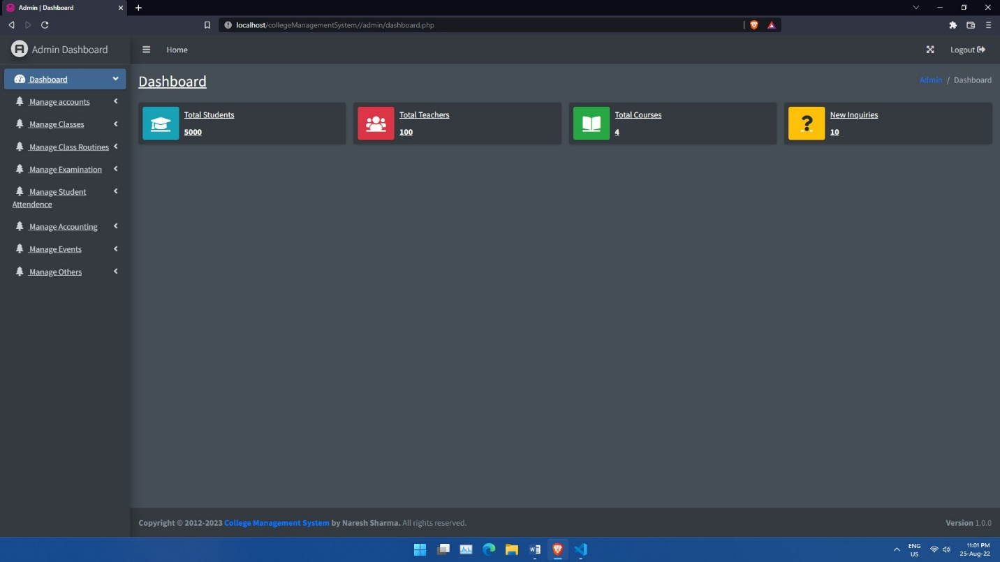 Admin | Dashboard
localhost/collegeManagementSystem//admin/dashboard.php
Admin Dashboard
Home
Logout
Dashboard
Manage accounts
Manage Classes
Manage Class Routines
Manage Examination
Manage Student
Attendence
Manage Accounting
Manage Events
Manage Others
Dashboard
Admin / Dashboard
Total Students
5000
Total Teachers
100
Total Courses
4
New Inquiries
10
Copyright © 2012-2023 College Management System by Naresh Sharma. All rights reserved.
Version 1.0.0
ENG
US
11:01 PM
25-Aug-22